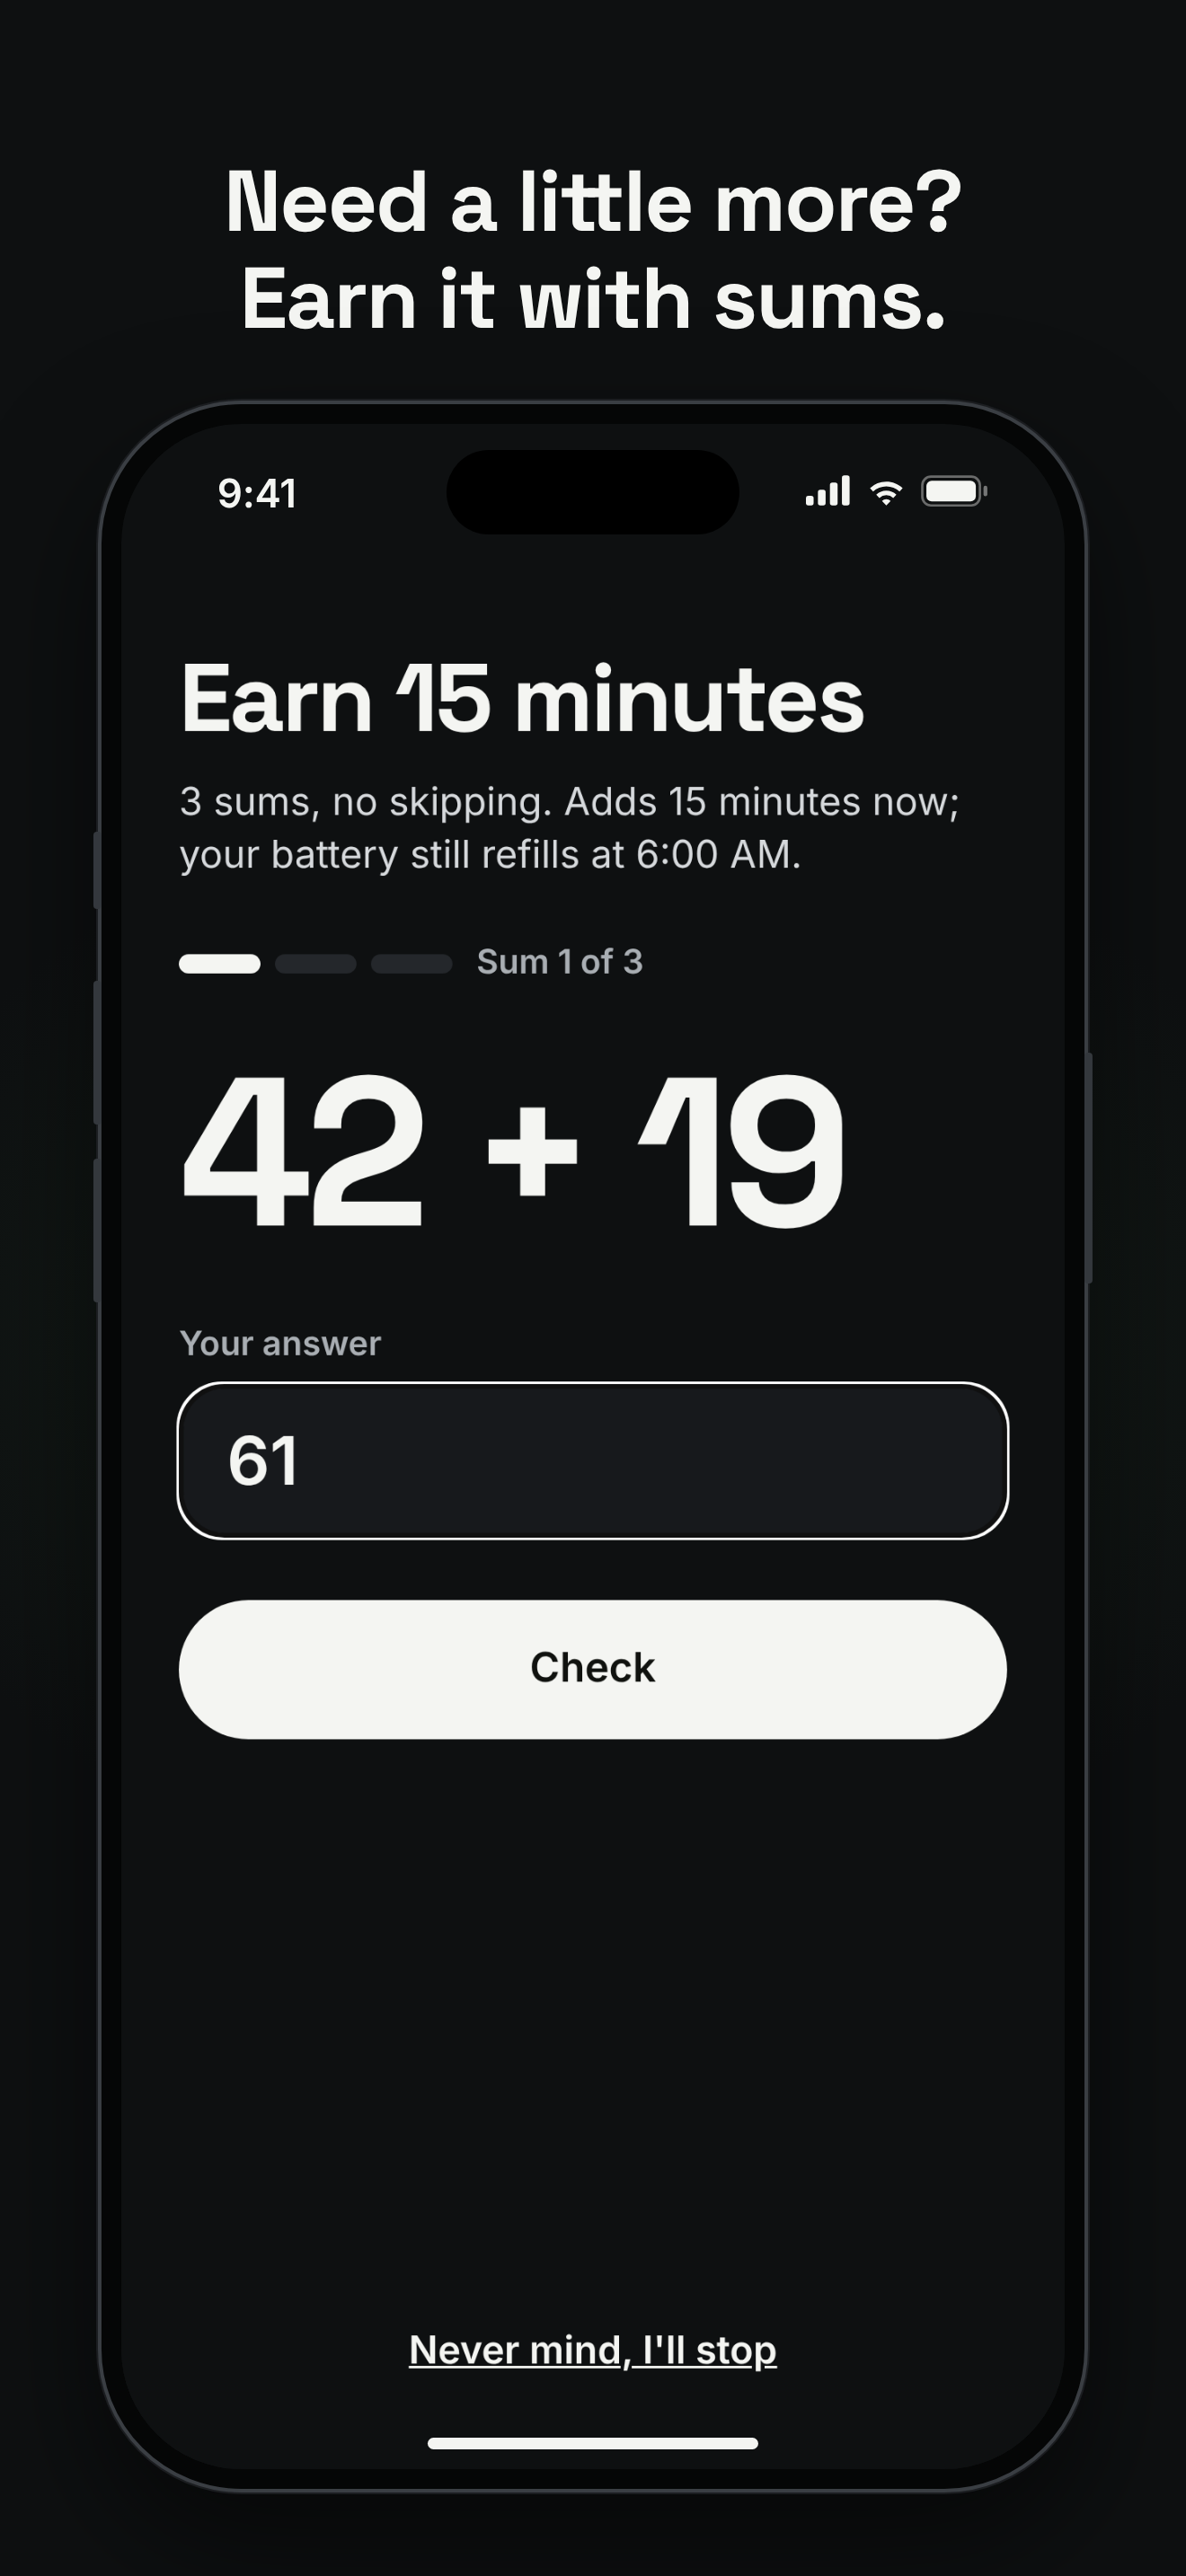 Need a little more?
Earn it with sums.
9:41
Earn 15 minutes
3 sums, no skipping. Adds 15 minutes now;
your battery still refills at 6:00 AM.
Sum 1 of 3
42 + 19
Your answer
61
Check
Never mind, I'll stop